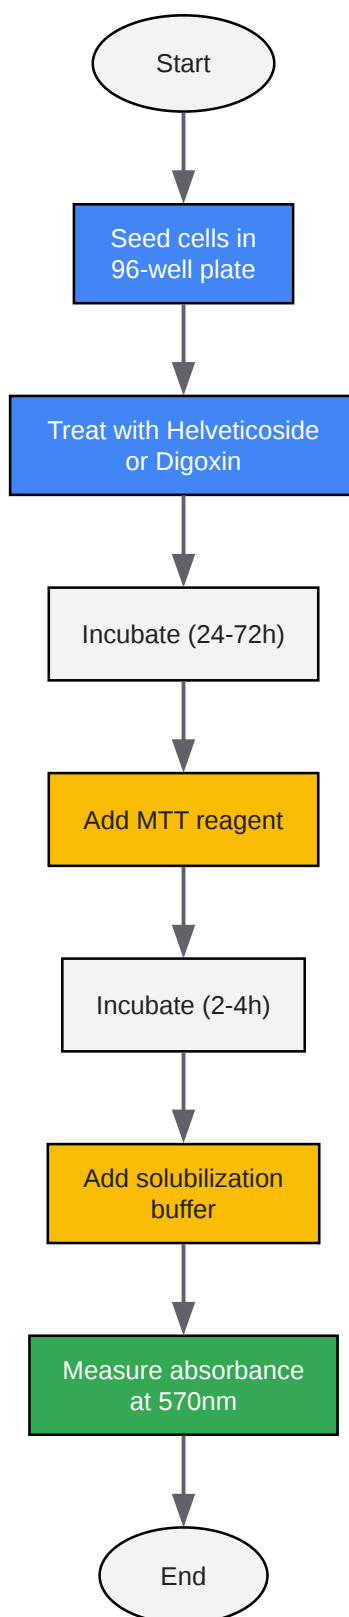 Start
Seed cells in
96-well plate
Treat with Helveticoside
or Digoxin
Incubate (24-72h)
Add MTT reagent
Incubate (2-4h)
Add solubilization
buffer
Measure absorbance
at 570nm
End